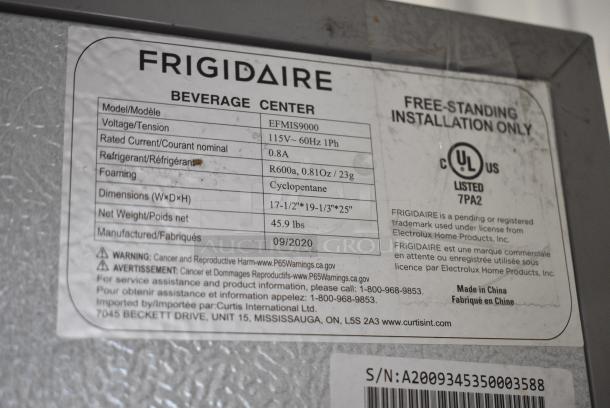 FRIGIDAIRE
BEVERAGE CENTER
Model/Modèle EFMIS9000
Voltage/Tension 115V~ 60Hz 1Ph
Rated Current/Courant nominal 0.8A
Refrigerant/Réfrigérant R600a, 0.81Oz / 23g
Foaming Cyclopentane
Dimensions (W×D×H) 17-1/2"*19-1/3"*25"
Net Weight/Poids net 45.9 lbs
Manufactured/Fabriqués 09/2020
WARNING: Cancer and Reproductive Harm-www.P65Warnings.ca.gov
AVERTISSEMENT: Cancer et Dommages Reproductifs-www.P65Warnings.ca.gov
For service assistance and product information, please call: 1-800-968-9853.
Pour obtenir assistance et information appelez: 1-800-968-9853.
Imported by/Importée par:Curtis International Ltd.
7045 BECKETT DRIVE, UNIT 15, MISSISSAUGA, ON, L5S 2A3 www.curtisint.com
FREE-STANDING
INSTALLATION ONLY
C UL US
LISTED
7PA2
FRIGIDAIRE is a pending or registered
trademark used under license from
Electrolux Home Products, Inc.
FRIGIDAIRE est une marque commerciale
en attente ou enregistrée utilisée sous
licence par Electrolux Home Products, Inc.
Made in China
Fabriqué en Chine
S/N:A2009345350003588